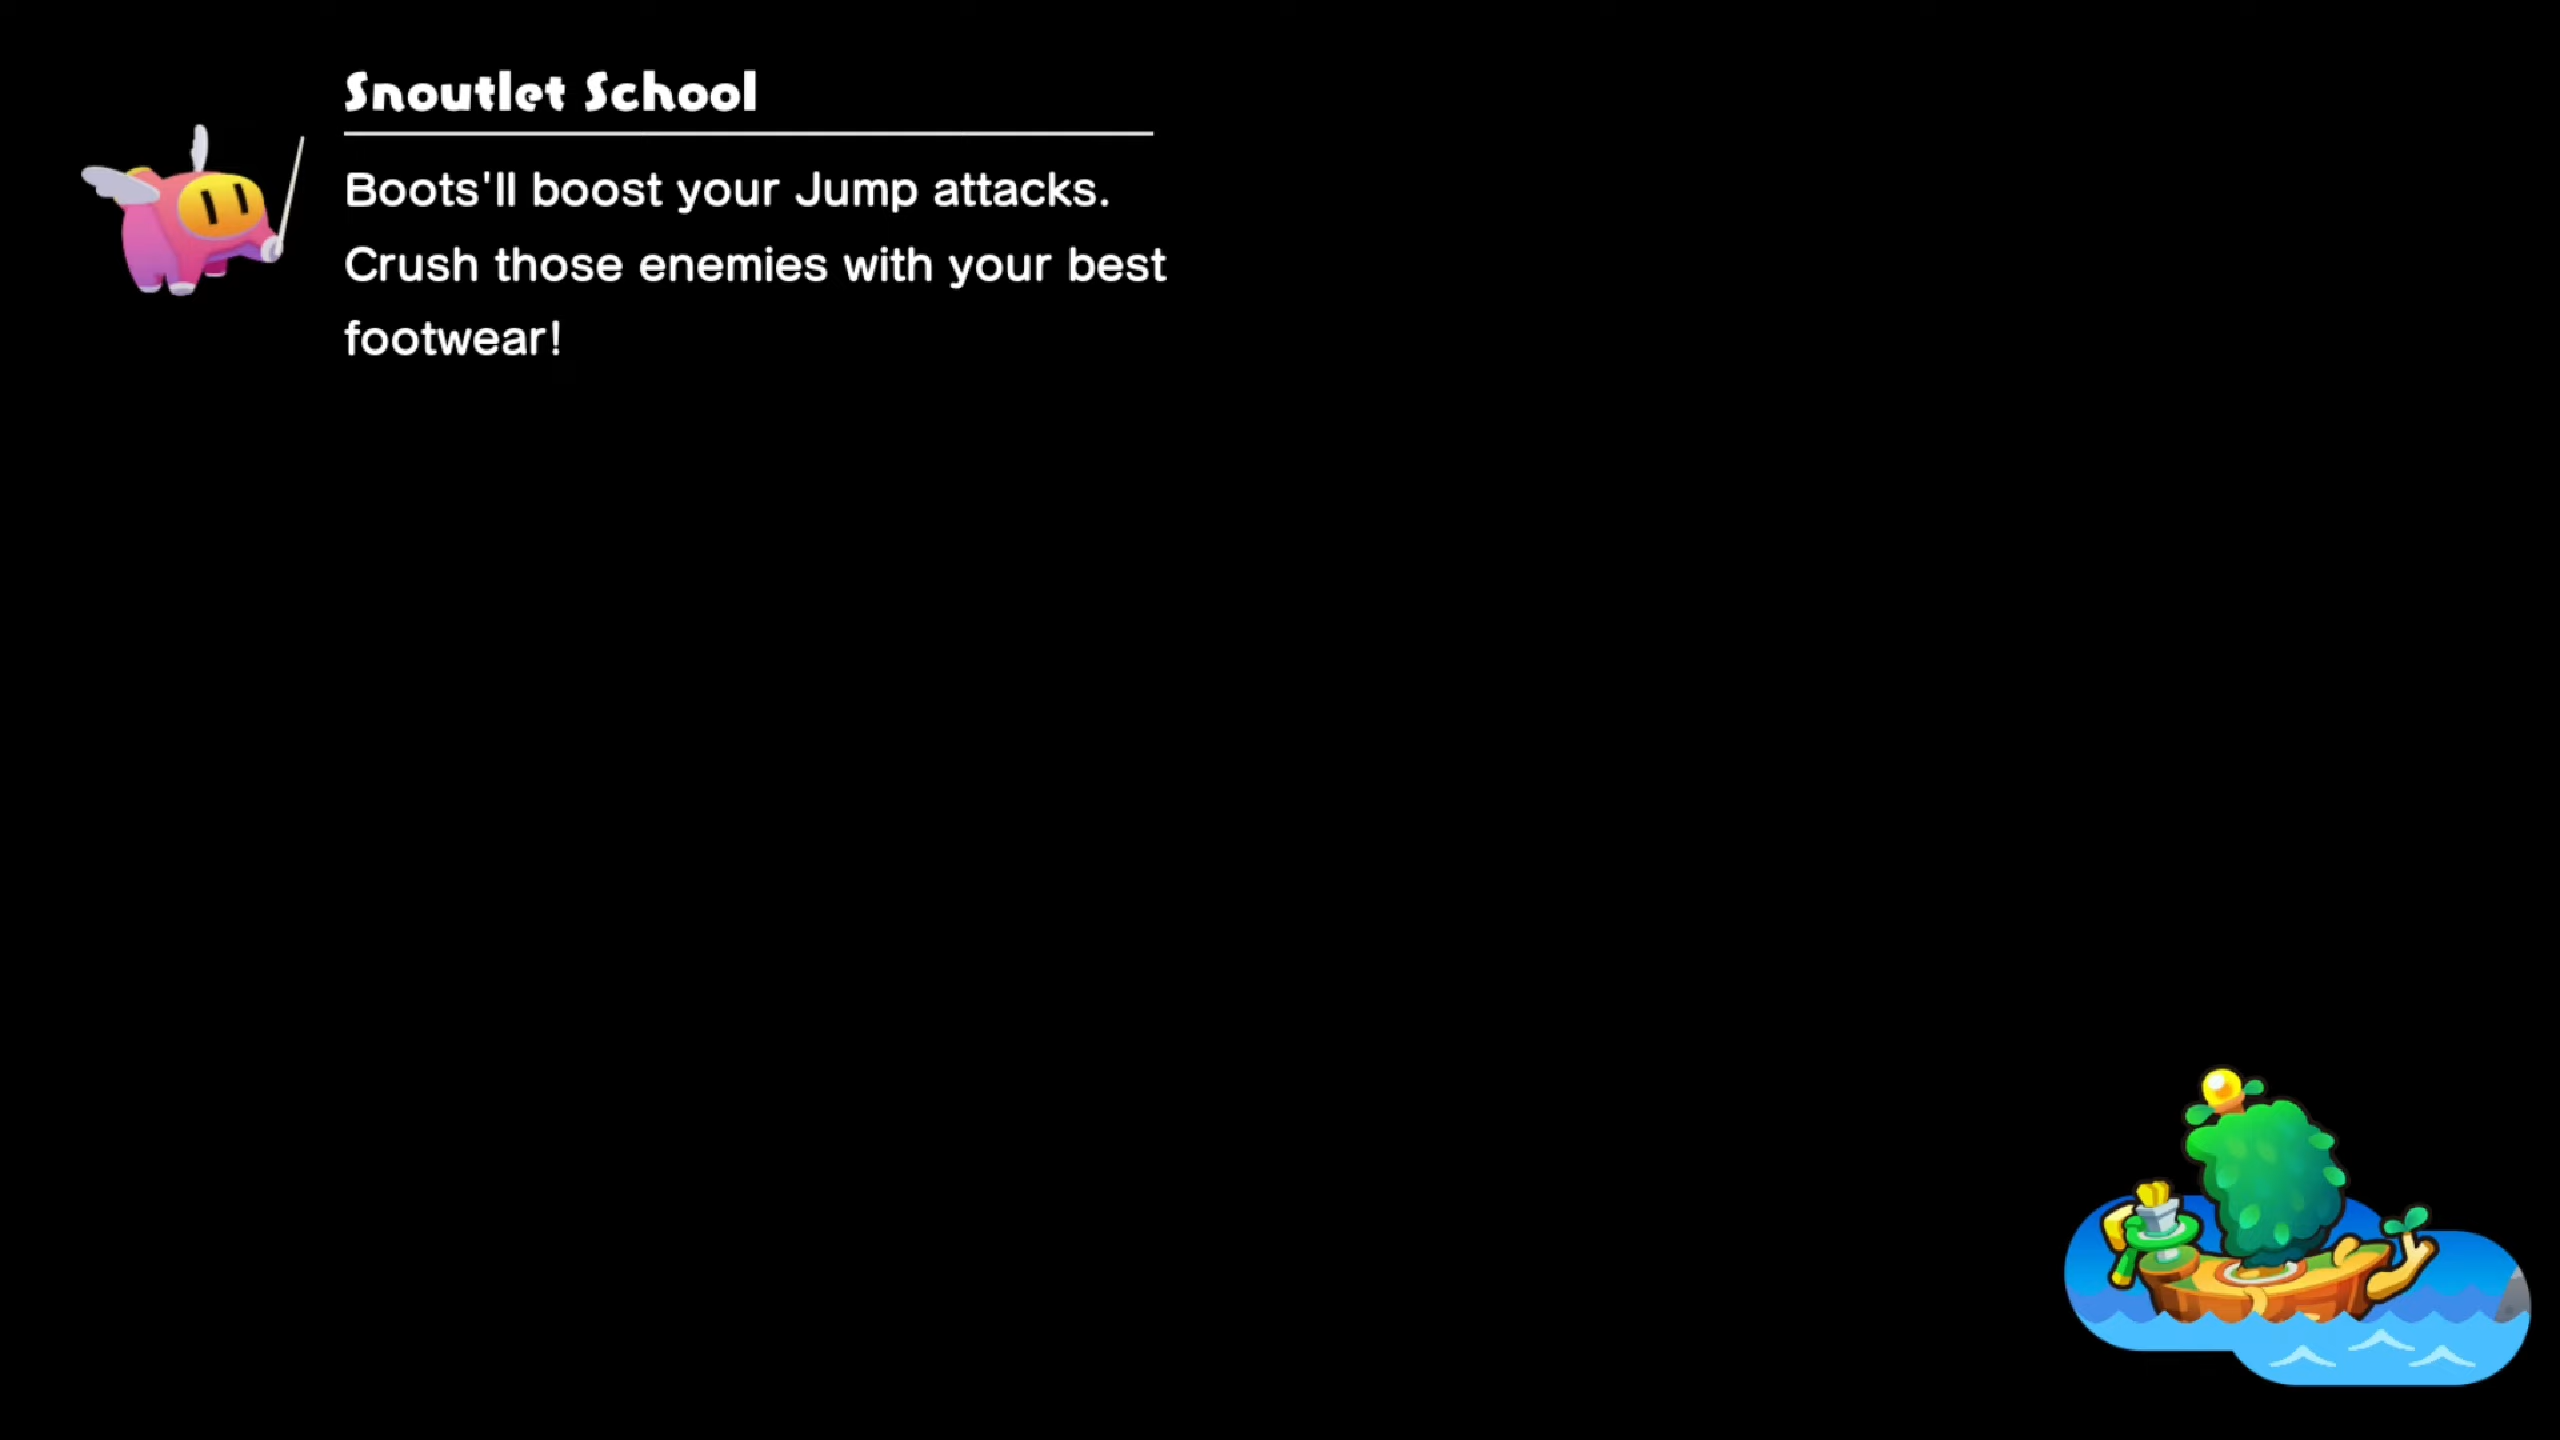 Snoutlet School
Boots'll boost your Jump attacks.
Crush those enemies with your best
footwear!